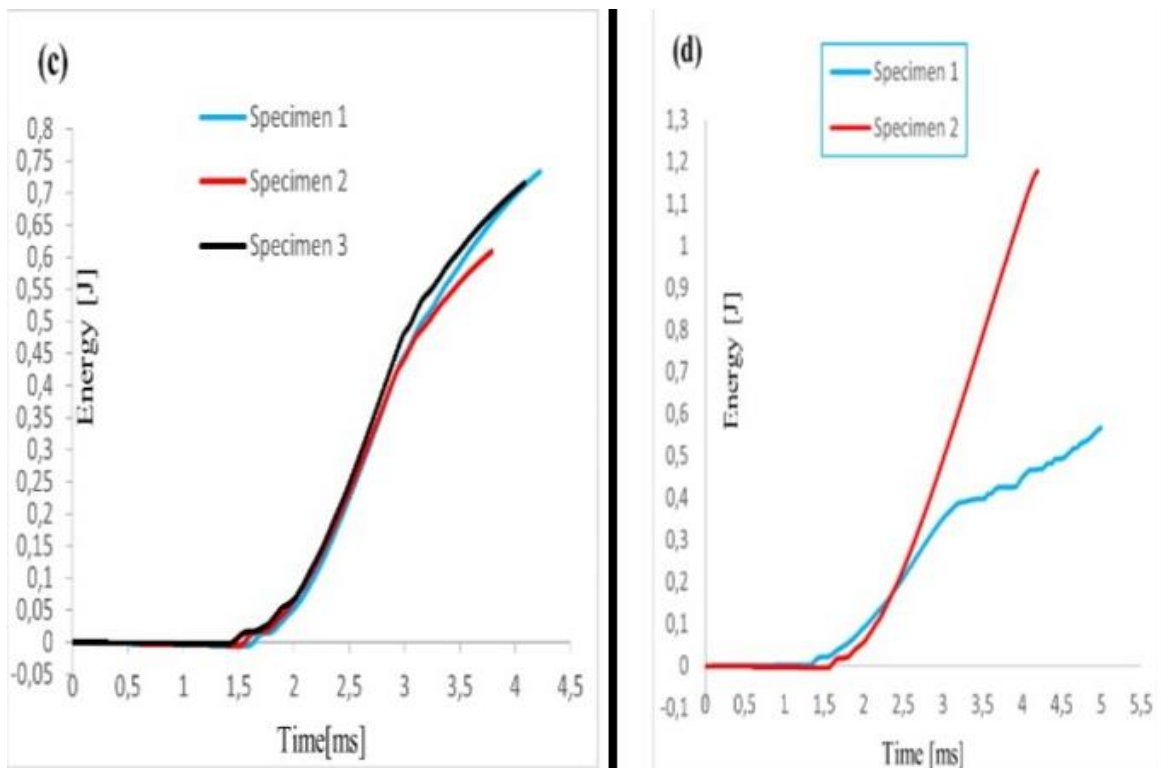 (c)
Specimen 1
Specimen 2
Specimen 3
0,8
0,75
0,7
0,65
0,6
0,55
0,5
0,45
0,4
0,35
0,3
0,25
0,2
0,15
0,1
0,05
0
-0,05
Energy [J]
0 0,5 1 1,5 2 2,5 3 3,5 4 4,5
Time[ms]
(d)
Specimen 1
Specimen 2
1,3
1,2
1,1
1
0,9
0,8
0,7
0,6
0,5
0,4
0,3
0,2
0,1
0
-0,1
Energy [J]
0 0,5 1 1,5 2 2,5 3 3,5 4 4,5 5 5,5
Time [ms]